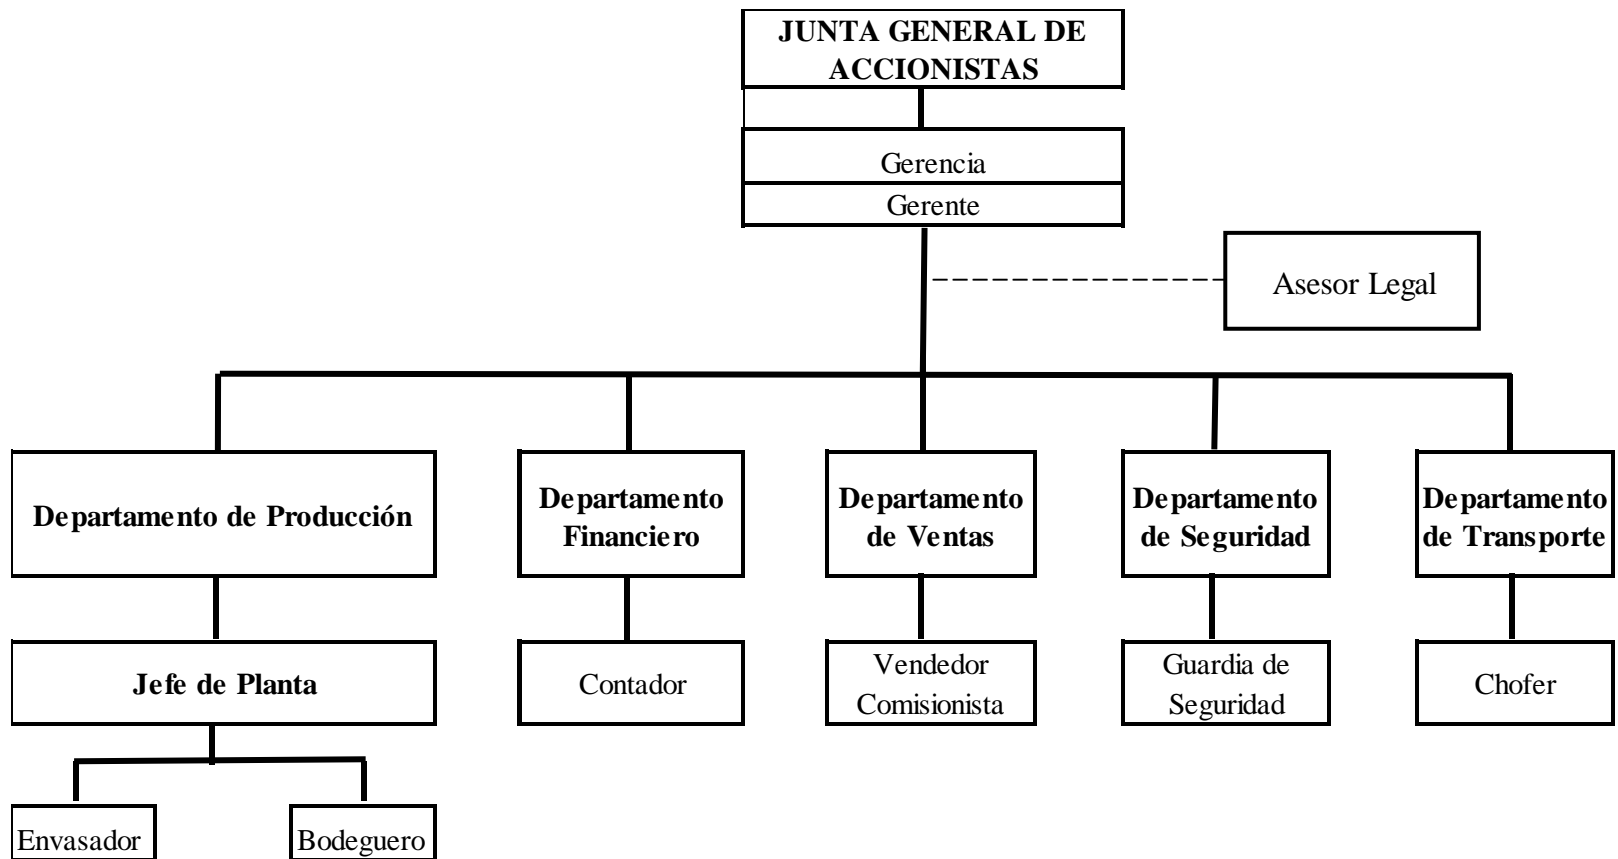 JUNTA GENERAL DE
ACCIONISTAS
Gerencia
Gerente
Asesor Legal
Departamento de Producción
Departamento
Financiero
Departamento
de Ventas
Departamento
de Seguridad
Departamento
de Transporte
Jefe de Planta
Contador
Vendedor
Comisionista
Guardia de
Seguridad
Chofer
Envasador
Bodeguero